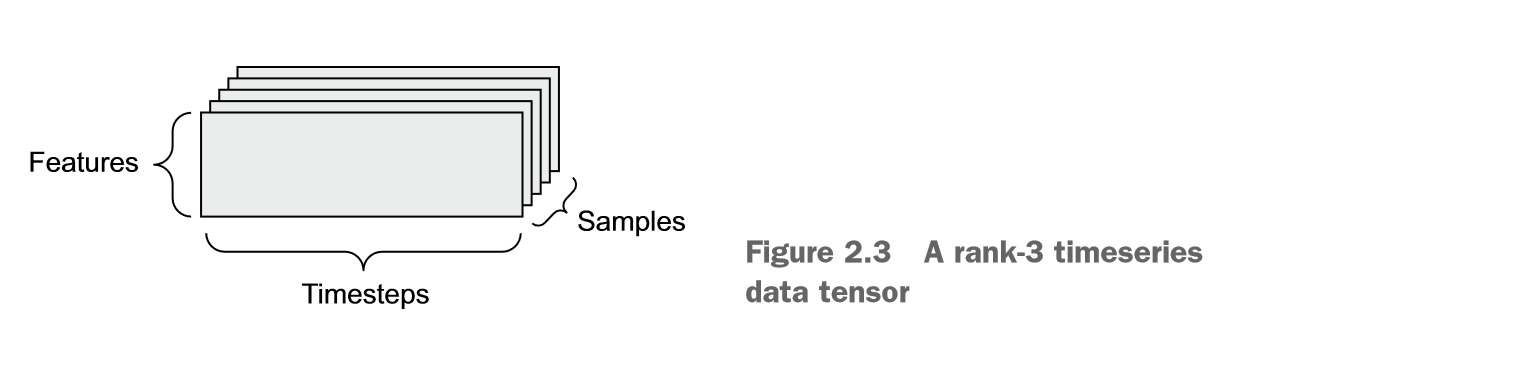 Features
Samples
Timesteps
Figure 2.3 A rank-3 timeseries
data tensor